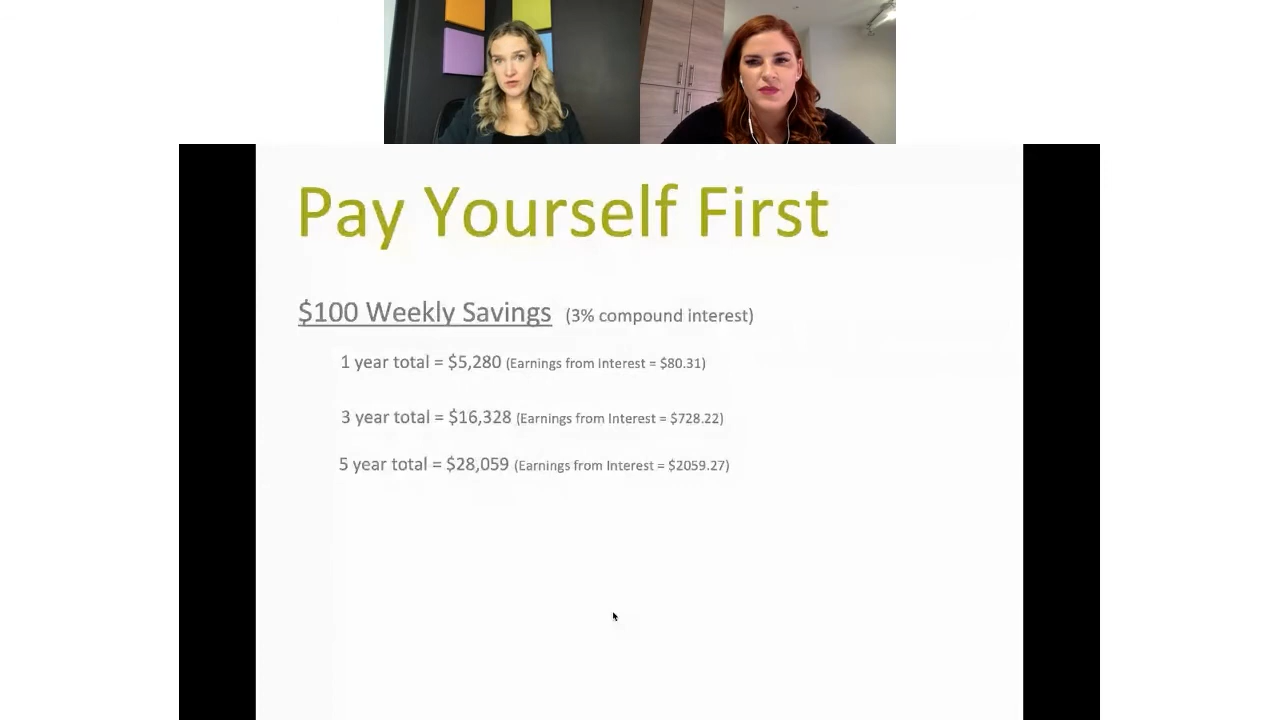 Pay Yourself First
$100 Weekly Savings (3% compound interest)
1 year total = $5,280 (Earnings from Interest = $80.31)
3 year total = $16,328 (Earnings from Interest = $728.22)
5 year total = $28,059 (Earnings from Interest = $2059.27)